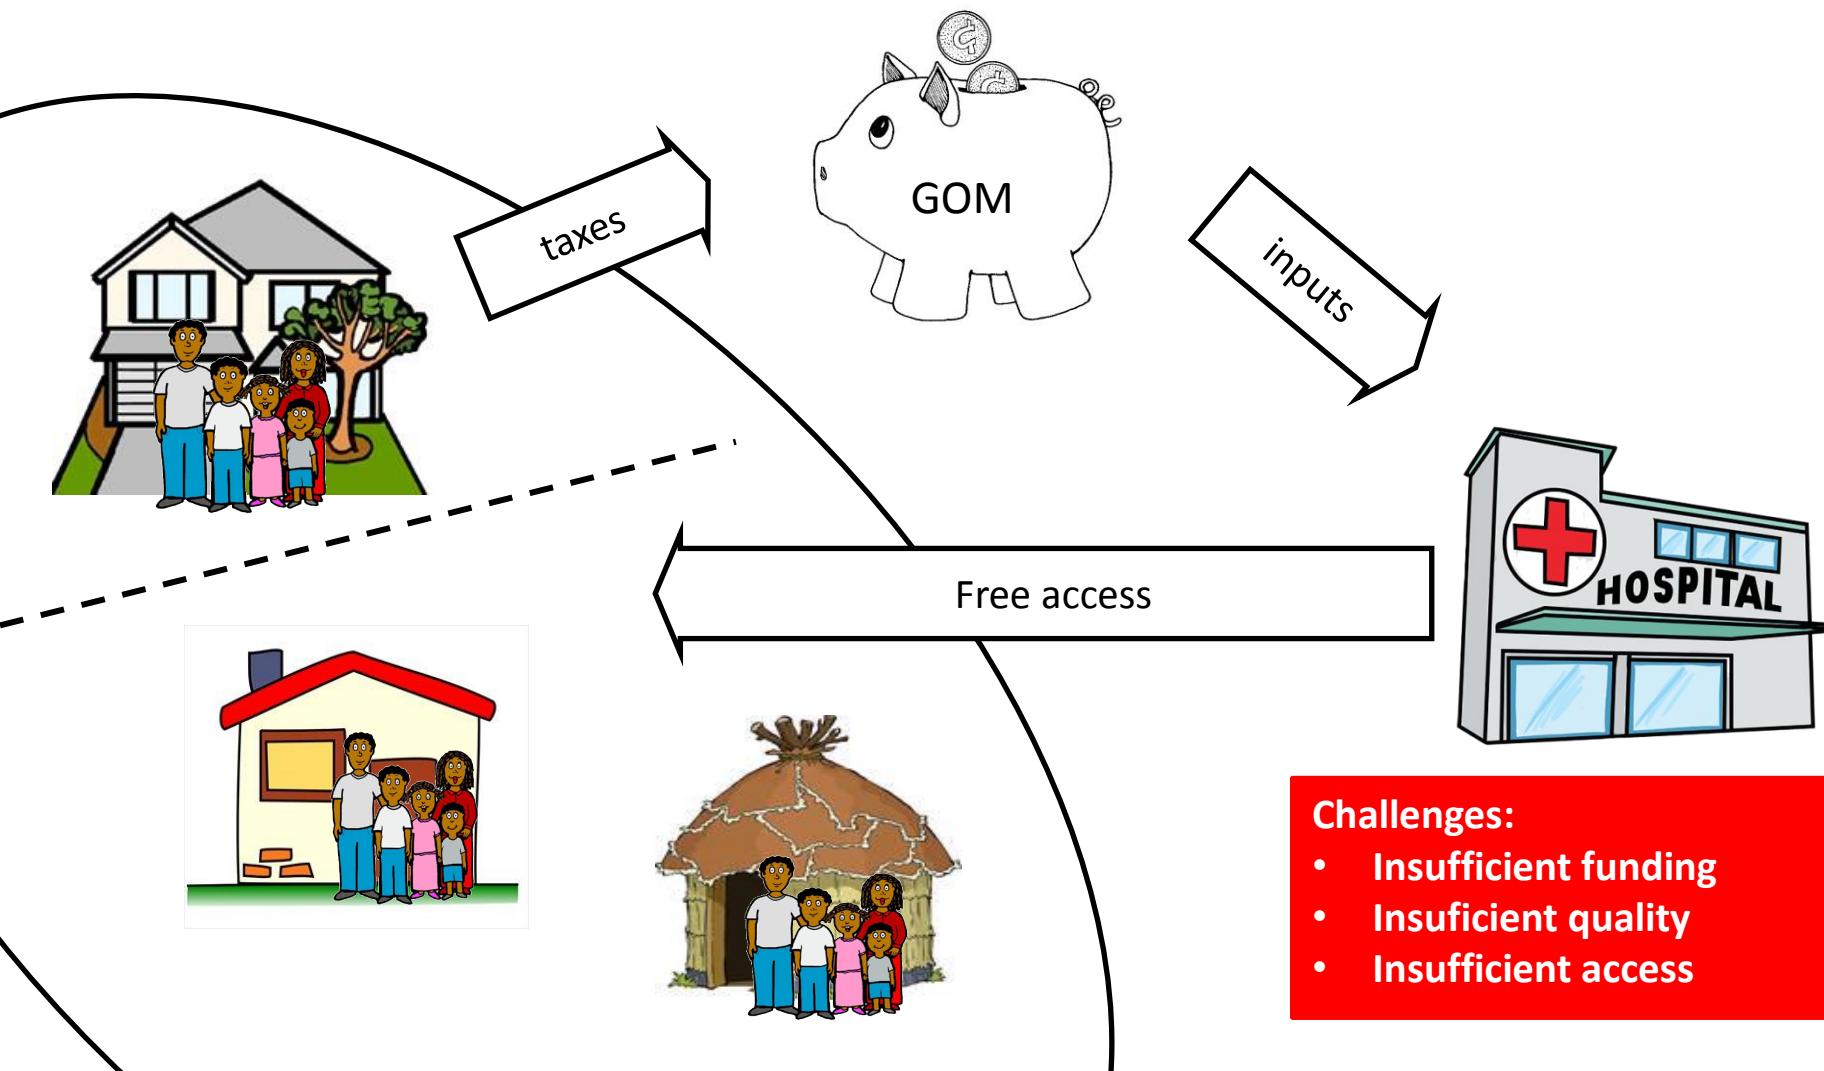 taxes
GOM
inputs
Free access
HOSPITAL
Challenges:
• Insufficient funding
• Insuficient quality
• Insufficient access